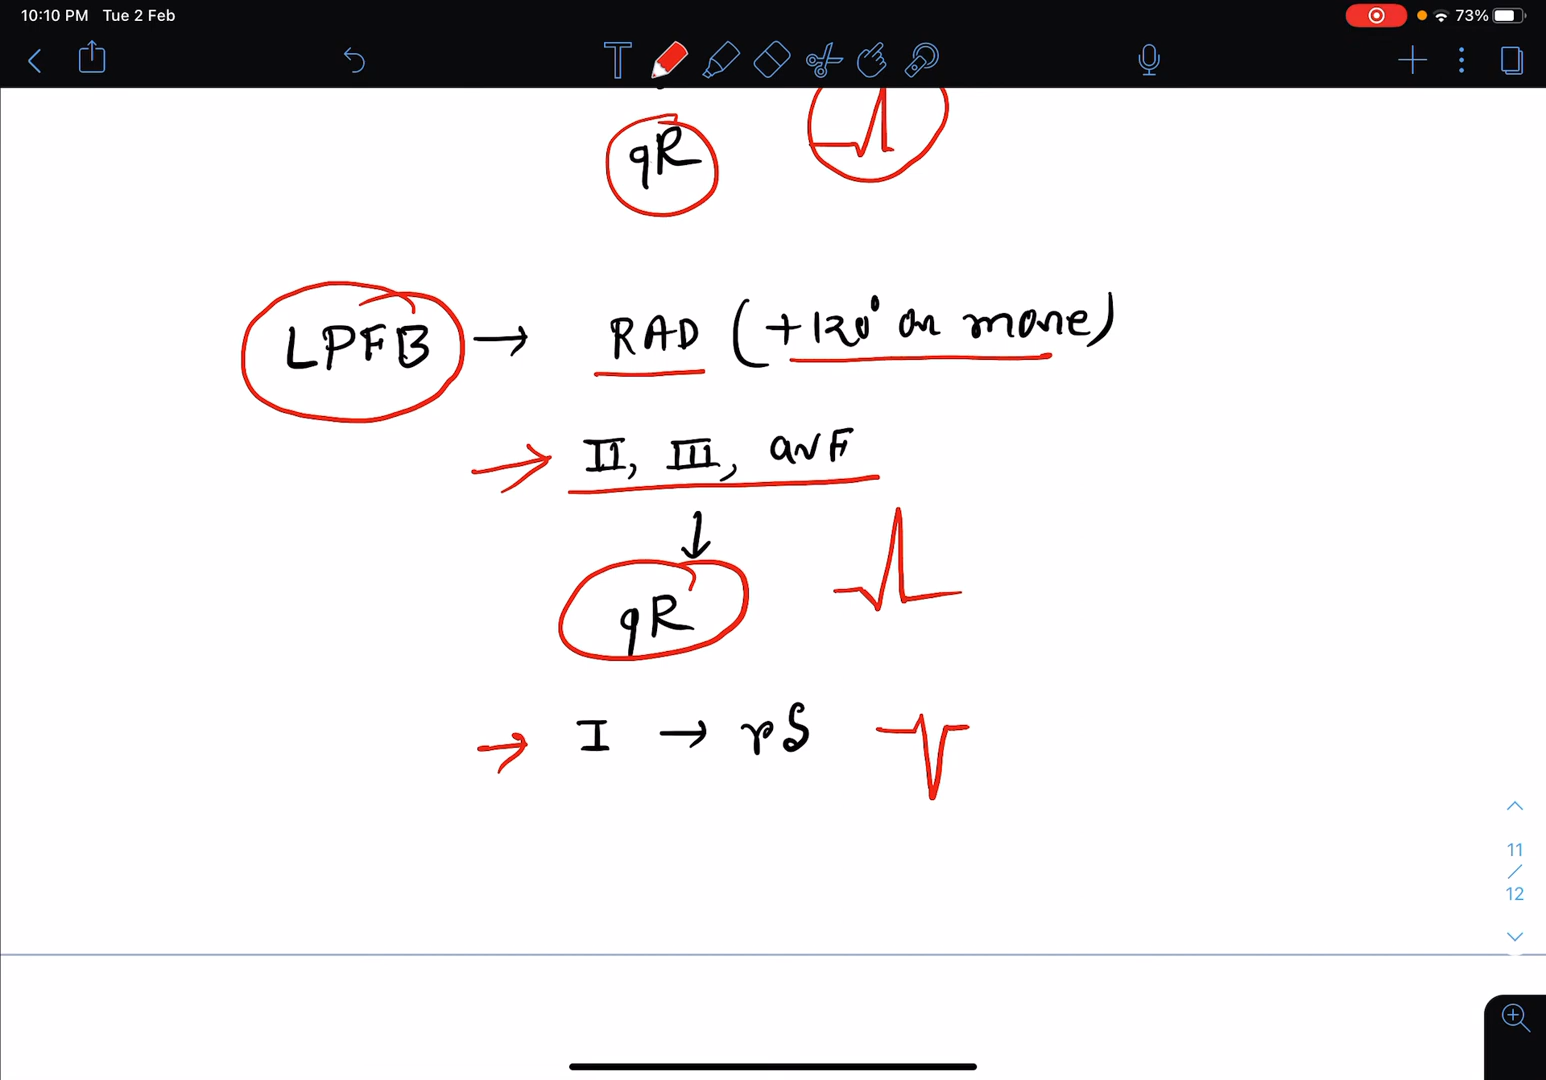 10:10 PM Tue 2 Feb
73%
T
qR
LPFB → RAD (+120° or more)
→ II, III, avF
↓
qR
→ I → rS
11
/
12